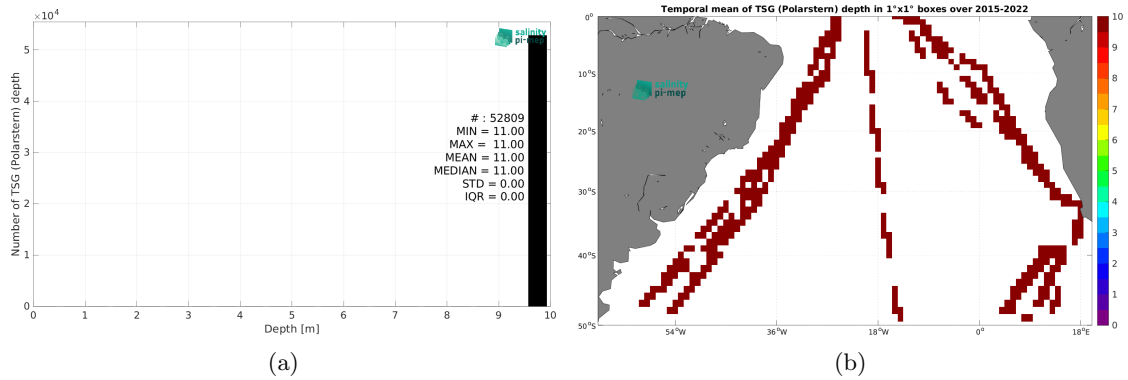 ×10⁴
5
4
3
2
1
0
Number of TSG (Polarstern) depth
salinity
pi-mep
# : 52809
MIN = 11.00
MAX = 11.00
MEAN = 11.00
MEDIAN = 11.00
STD = 0.00
IQR = 0.00
0 1 2 3 4 5 6 7 8 9 10
Depth [m]
(a)
Temporal mean of TSG (Polarstern) depth in 1°x1° boxes over 2015-2022
0°
10°S
20°S
30°S
40°S
50°S
salinity
pi-mep
54°W 36°W 18°W 0° 18°E
10
9
8
7
6
5
4
3
2
1
0
(b)